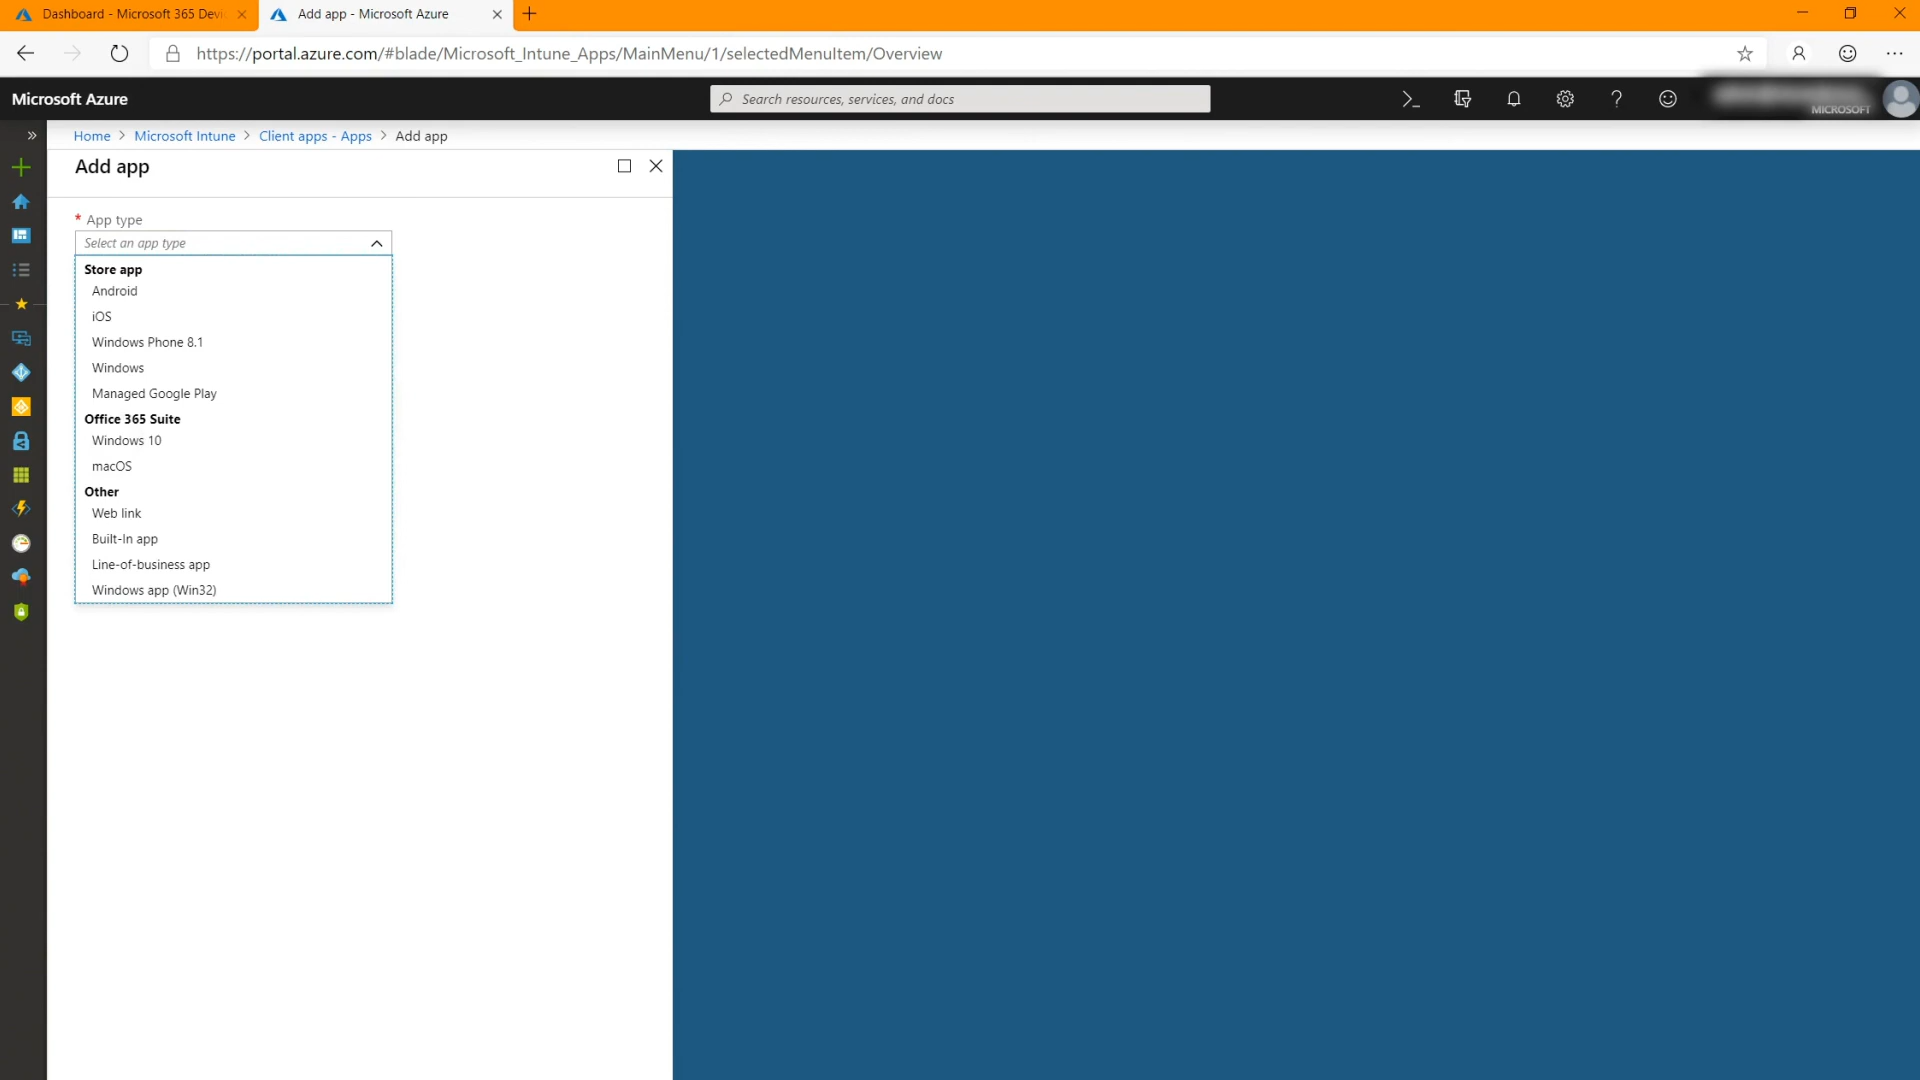 Dashboard - Microsoft 365 Devi
Add app - Microsoft Azure
https://portal.azure.com/#blade/Microsoft_Intune_Apps/MainMenu/1/selectedMenuItem/Overview
Microsoft Azure
Search resources, services, and docs
MICROSOFT
Home > Microsoft Intune > Client apps - Apps > Add app
Add app
* App type
Select an app type
Store app
Android
iOS
Windows Phone 8.1
Windows
Managed Google Play
Office 365 Suite
Windows 10
macOS
Other
Web link
Built-In app
Line-of-business app
Windows app (Win32)